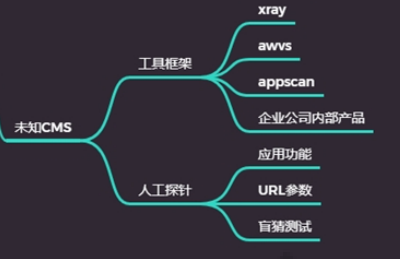 未知CMS
工具框架
xray
awvs
appscan
企业公司内部产品
人工探针
应用功能
URL参数
盲猜测试